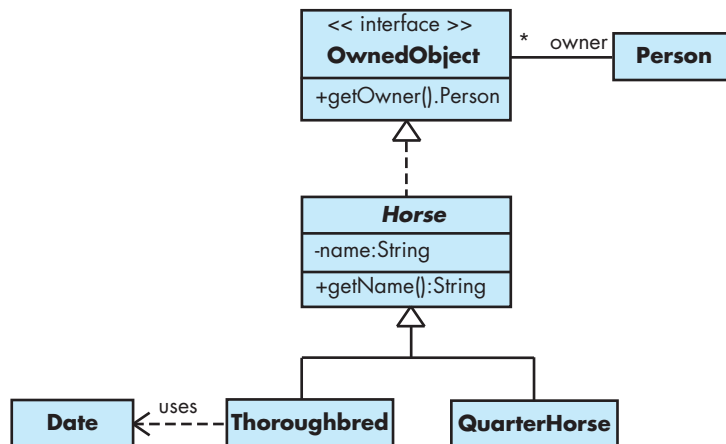 << interface >>
OwnedObject
+getOwner().Person
* owner
Person
Horse
-name:String
+getName():String
Date
uses
Thoroughbred
QuarterHorse